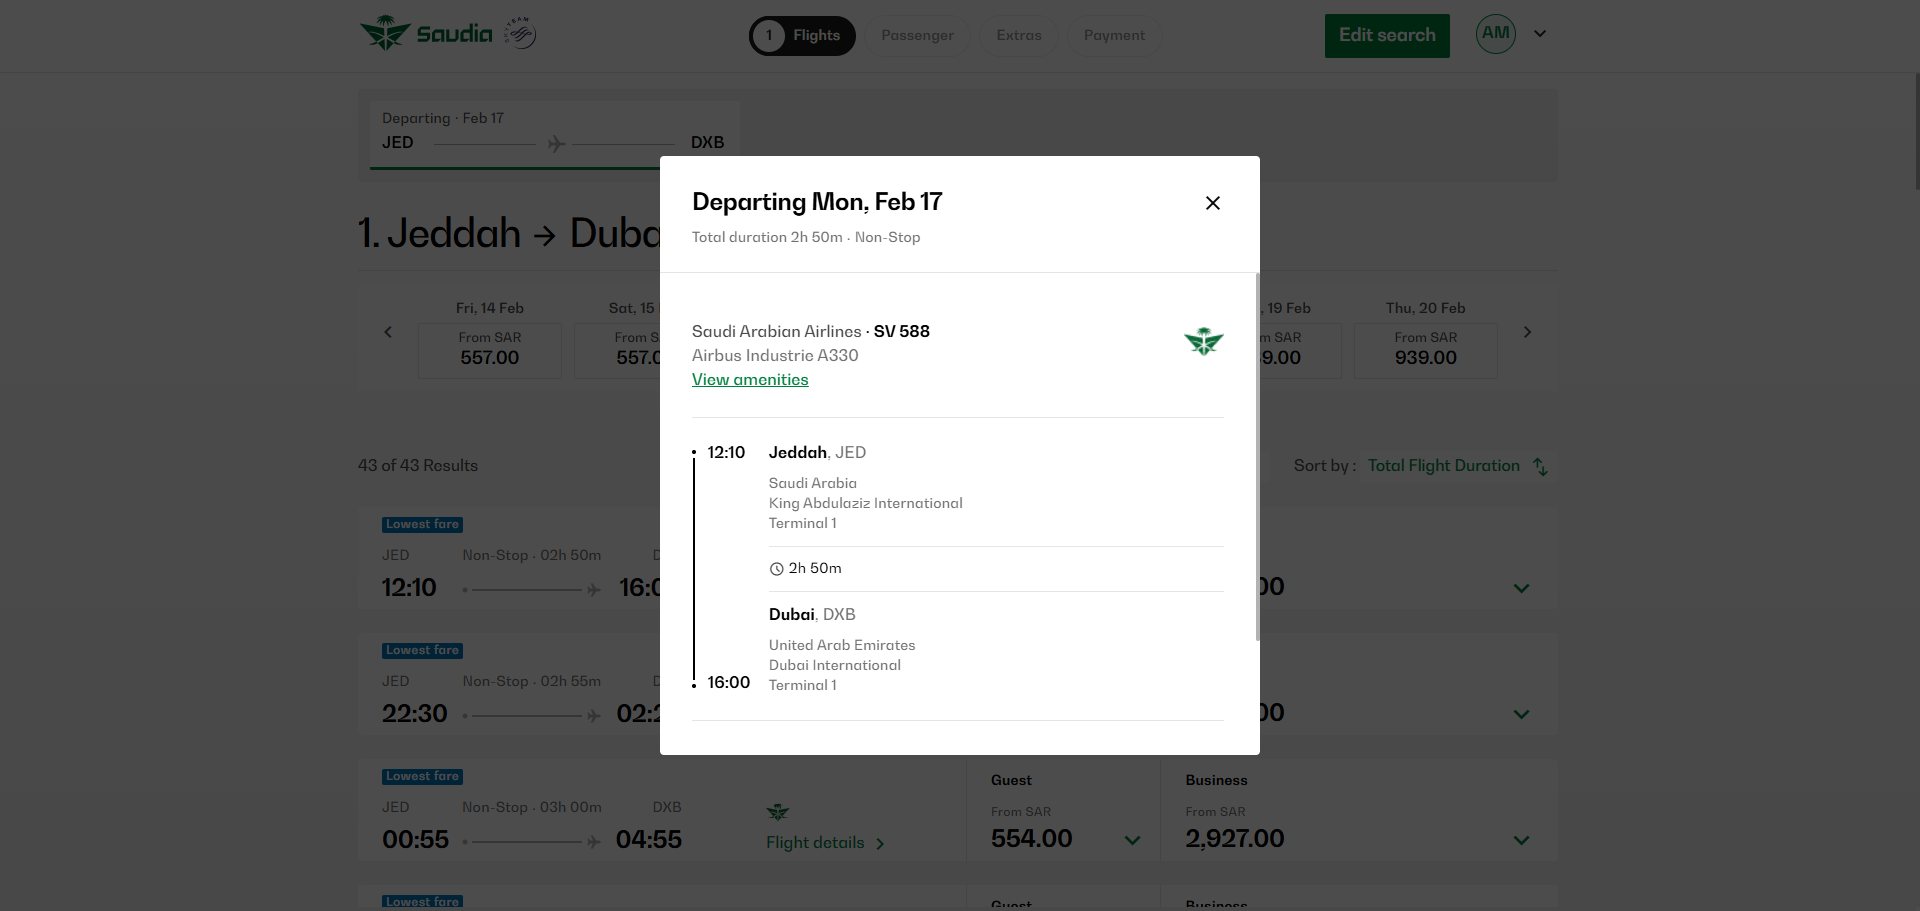 Saudia
SKYTEAM
1 Flights
Passenger
Extras
Payment
Edit search
AM
Departing · Feb 17
JED
DXB
1. Jeddah → Duba
Fri, 14 Feb
From SAR
557.00
Sat, 15
From S
557.0
, 19 Feb
m SAR
9.00
Thu, 20 Feb
From SAR
939.00
43 of 43 Results
Sort by : Total Flight Duration
Lowest fare
JED Non-Stop · 02h 50m D
12:10 16:0
00
Lowest fare
JED Non-Stop · 02h 55m D
22:30 02:2
00
Lowest fare
JED Non-Stop · 03h 00m DXB
00:55 04:55
Flight details
Guest
From SAR
554.00
Business
From SAR
2,927.00
Lowest fare
Guest
Business
Departing Mon, Feb 17
Total duration 2h 50m · Non-Stop
Saudi Arabian Airlines · SV 588
Airbus Industrie A330
View amenities
12:10 Jeddah, JED
Saudi Arabia
King Abdulaziz International
Terminal 1
2h 50m
Dubai, DXB
United Arab Emirates
Dubai International
16:00 Terminal 1